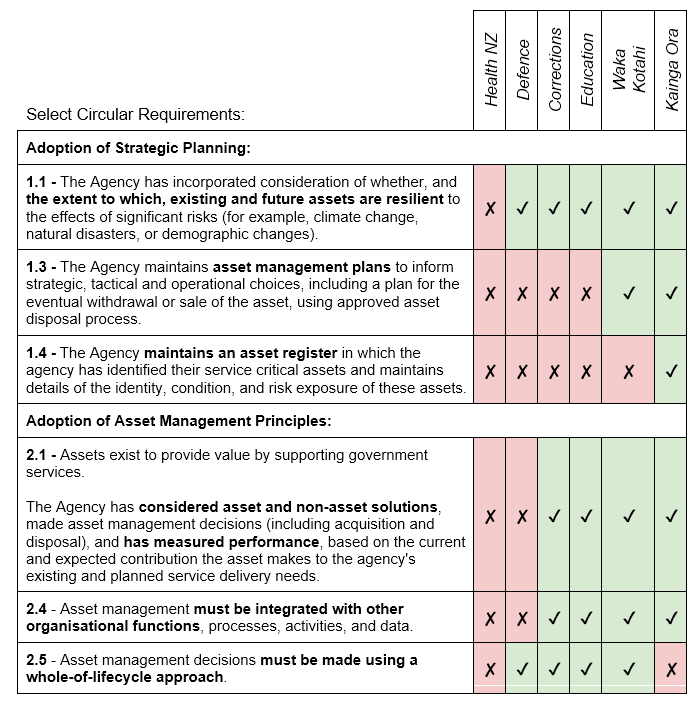 Select Circular Requirements:
Health NZ
Defence
Corrections
Education
Waka
Kotahi
Kainga Ora
Adoption of Strategic Planning:
1.1 - The Agency has incorporated consideration of whether, and
the extent to which, existing and future assets are resilient to
the effects of significant risks (for example, climate change,
natural disasters, or demographic changes).
✗ ✓ ✓ ✓ ✓ ✓
1.3 - The Agency maintains asset management plans to inform
strategic, tactical and operational choices, including a plan for the
eventual withdrawal or sale of the asset, using approved asset
disposal process.
✗ ✗ ✗ ✗ ✓ ✓
1.4 - The Agency maintains an asset register in which the
agency has identified their service critical assets and maintains
details of the identity, condition, and risk exposure of these assets.
✗ ✗ ✗ ✗ ✗ ✓
Adoption of Asset Management Principles:
2.1 - Assets exist to provide value by supporting government
services.
The Agency has considered asset and non-asset solutions,
made asset management decisions (including acquisition and
disposal), and has measured performance, based on the current
and expected contribution the asset makes to the agency's
existing and planned service delivery needs.
✗ ✗ ✓ ✓ ✓ ✓
2.4 - Asset management must be integrated with other
organisational functions, processes, activities, and data.
✗ ✗ ✓ ✓ ✓ ✓
2.5 - Asset management decisions must be made using a
whole-of-lifecycle approach.
✗ ✓ ✓ ✓ ✓ ✗